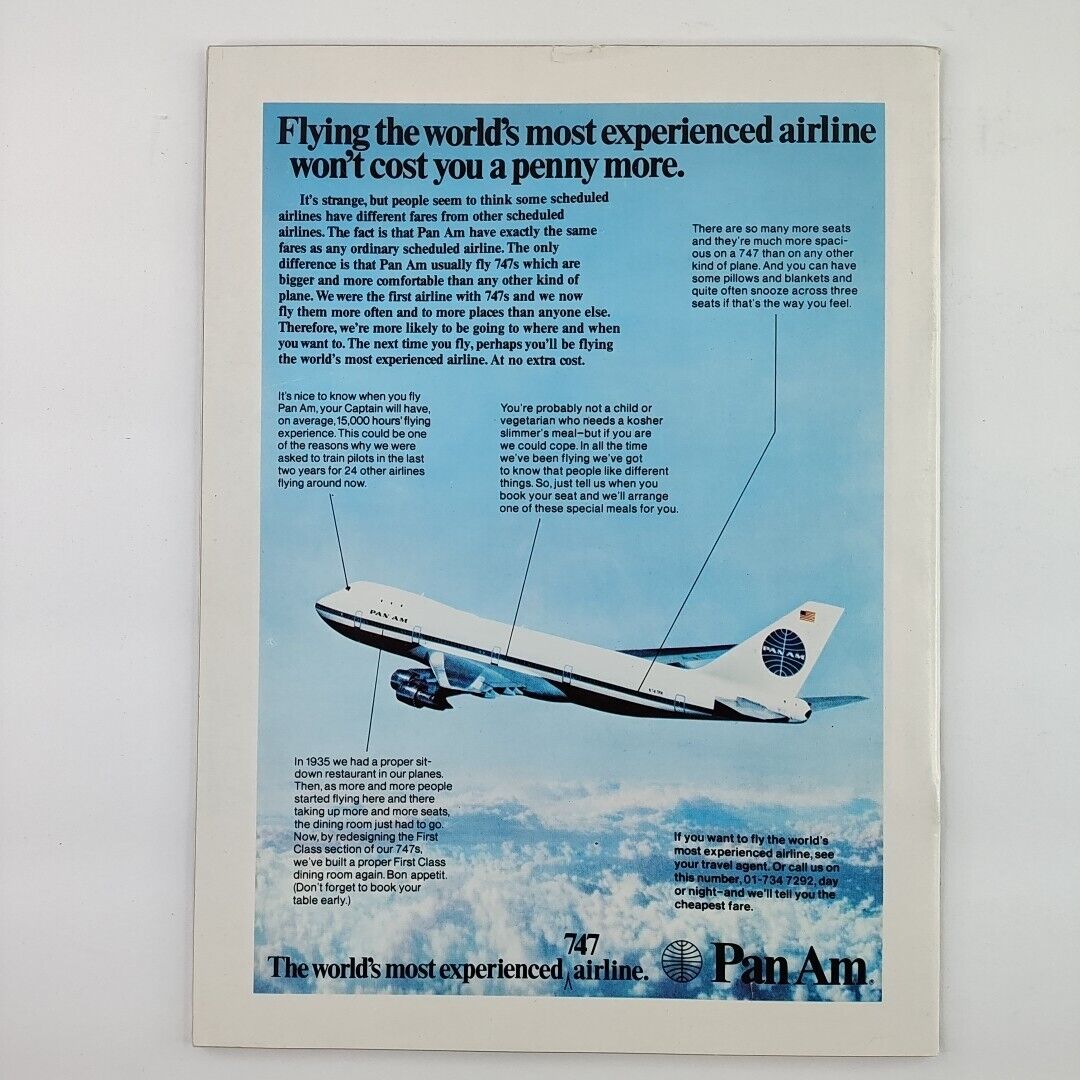 Flying the world's most experienced airline
won't cost you a penny more.
It's strange, but people seem to think some scheduled
airlines have different fares from other scheduled
airlines. The fact is that Pan Am have exactly the same
fares as any ordinary scheduled airline. The only
difference is that Pan Am usually fly 747s which are
bigger and more comfortable than any other kind of
plane. We were the first airline with 747s and we now
fly them more often and to more places than anyone else.
Therefore, we're more likely to be going to where and when
you want to. The next time you fly, perhaps you'll be flying
the world's most experienced airline. At no extra cost.
There are so many more seats
and they're much more spaci-
ous on a 747 than on any other
kind of plane. And you can have
some pillows and blankets and
quite often snooze across three
seats if that's the way you feel.
It's nice to know when you fly
Pan Am, your Captain will have,
on average, 15,000 hours' flying
experience. This could be one
of the reasons why we were
asked to train pilots in the last
two years for 24 other airlines
flying around now.
You're probably not a child or
vegetarian who needs a kosher
slimmer's meal–but if you are
we could cope. In all the time
we've been flying we've got
to know that people like different
things. So, just tell us when you
book your seat and we'll arrange
one of these special meals for you.
PAN AM
PAN AM
In 1935 we had a proper sit-
down restaurant in our planes.
Then, as more and more people
started flying here and there
taking up more and more seats,
the dining room just had to go.
Now, by redesigning the First
Class section of our 747s,
we've built a proper First Class
dining room again. Bon appetit.
(Don't forget to book your
table early.)
If you want to fly the world's
most experienced airline, see
your travel agent. Or call us on
this number, 01-734 7292, day
or night–and we'll tell you the
cheapest fare.
747
The world's most experienced airline.
Pan Am®